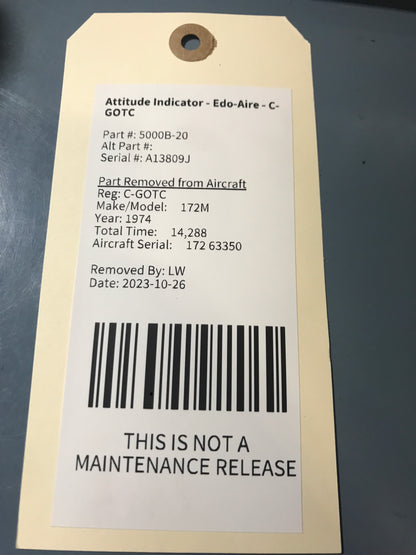 Attitude Indicator - Edo-Aire - C-
GOTC
Part #: 5000B-20
Alt Part #:
Serial #: A13809J
Part Removed from Aircraft
Reg: C-GOTC
Make/Model: 172M
Year: 1974
Total Time: 14,288
Aircraft Serial: 172 63350
Removed By: LW
Date: 2023-10-26
THIS IS NOT A
MAINTENANCE RELEASE